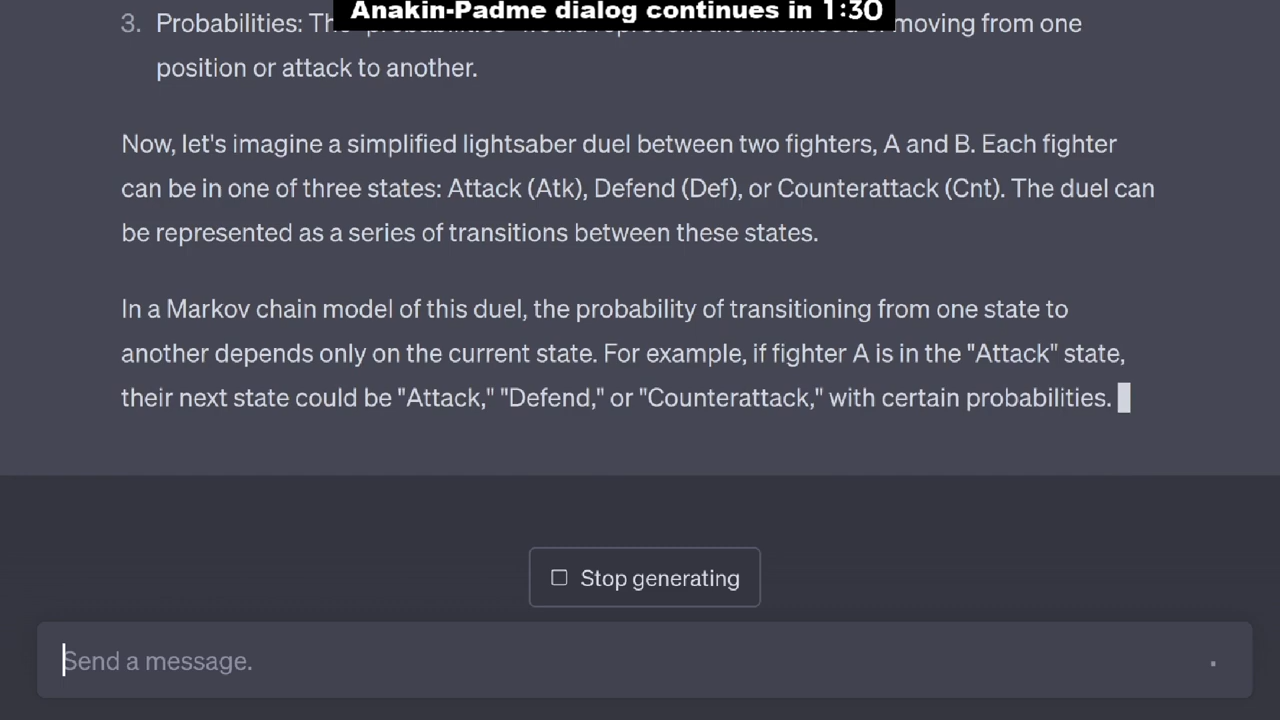 Anakin-Padme dialog continues in 1:30
3. Probabilities: The moving from one
position or attack to another.
Now, let's imagine a simplified lightsaber duel between two fighters, A and B. Each fighter
can be in one of three states: Attack (Atk), Defend (Def), or Counterattack (Cnt). The duel can
be represented as a series of transitions between these states.
In a Markov chain model of this duel, the probability of transitioning from one state to
another depends only on the current state. For example, if fighter A is in the "Attack" state,
their next state could be "Attack," "Defend," or "Counterattack," with certain probabilities.
Stop generating
Send a message.